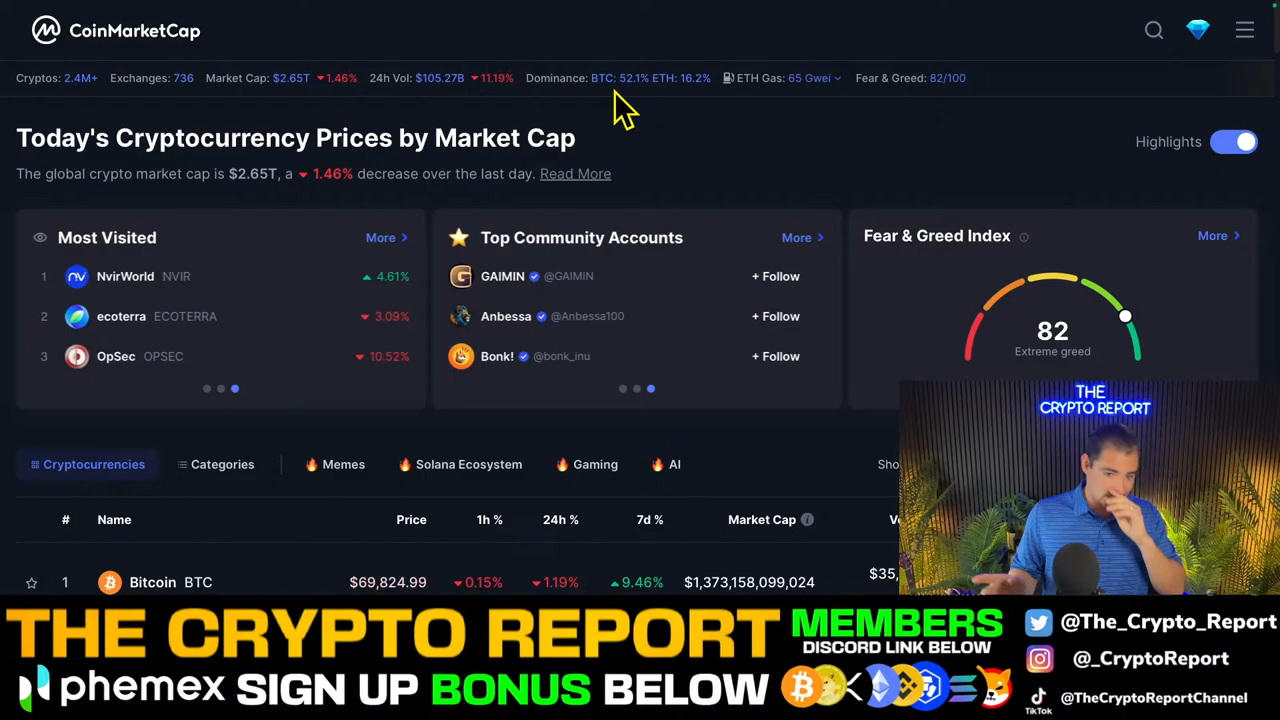 CoinMarketCap
Cryptos: 2.4M+ Exchanges: 736 Market Cap: $2.65T 1.46% 24h Vol: $105.27B 11.19% Dominance: BTC: 52.1% ETH: 16.2% ETH Gas: 65 Gwei Fear & Greed: 82/100
Today's Cryptocurrency Prices by Market Cap
Highlights
The global crypto market cap is $2.65T, a 1.46% decrease over the last day. Read More
Most Visited More
1 NvirWorld NVIR 4.61%
2 ecoterra ECOTERRA 3.09%
3 OpSec OPSEC 10.52%
Top Community Accounts More
GAIMIN @GAIMIN + Follow
Anbessa @Anbessa100 + Follow
Bonk! @bonk_inu + Follow
Fear & Greed Index More
82
Extreme greed
THE
CRYPTO REPORT
Cryptocurrencies Categories Memes Solana Ecosystem Gaming AI
# Name Price 1h % 24h % 7d % Market Cap
1 Bitcoin BTC $69,824.99 0.15% 1.19% 9.46% $1,373,158,099,024
THE CRYPTO REPORT
MEMBERS
DISCORD LINK BELOW
phemex SIGN UP BONUS BELOW
@The_Crypto_Report
@_CryptoReport
TikTok @TheCryptoReportChannel